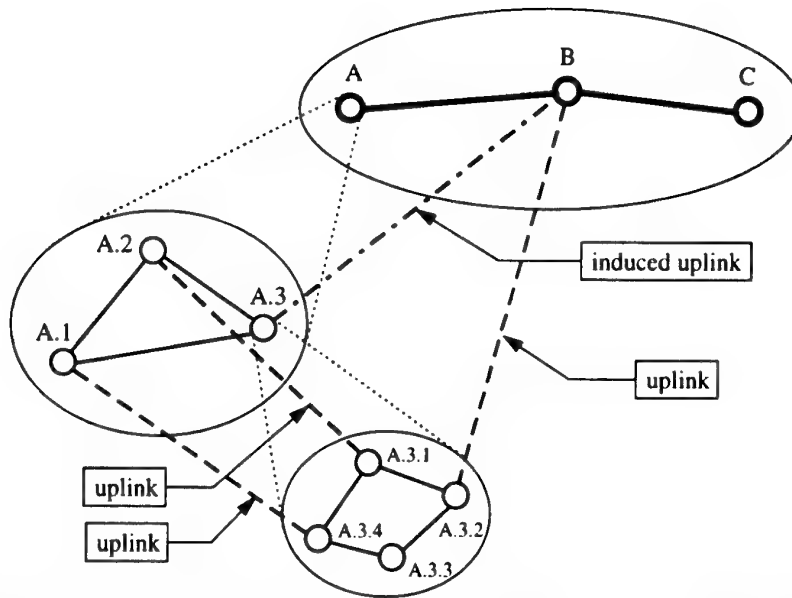 A
B
C
A.2
A.3
A.1
induced uplink
uplink
A.3.1
uplink
A.3.2
A.3.4
uplink
A.3.3